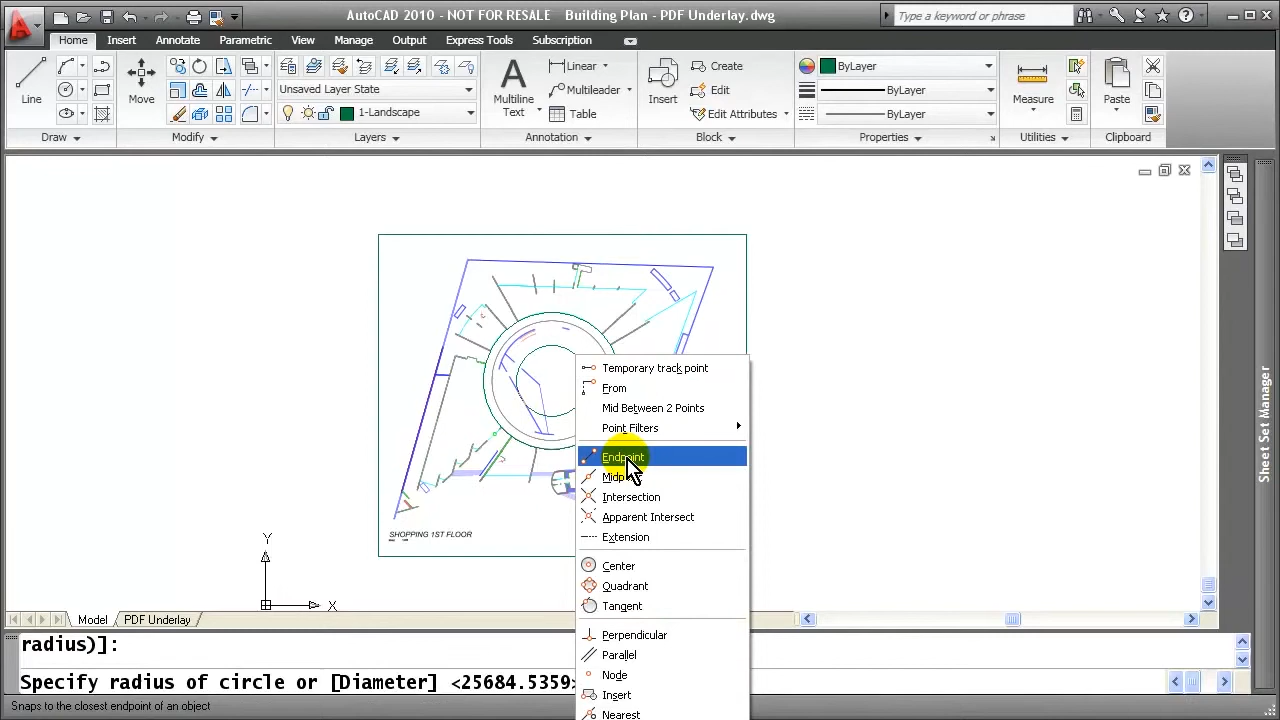 AutoCAD 2010 - NOT FOR RESALE Building Plan - PDF Underlay.dwg
Type a keyword or phrase
Home Insert Annotate Parametric View Manage Output Express Tools Subscription
Line
Move
Unsaved Layer State
1-Landscape
Multiline
Text
Linear
Multileader
Table
Insert
Create
Edit
Edit Attributes
ByLayer
ByLayer
ByLayer
Measure
Paste
Draw Modify Layers Annotation Block Properties Utilities Clipboard
SHOPPING 1ST FLOOR
Y
X
Temporary track point
From
Mid Between 2 Points
Point Filters
Endpoint
Midp
Intersection
Apparent Intersect
Extension
Center
Quadrant
Tangent
Perpendicular
Parallel
Node
Insert
Nearest
Sheet Set Manager
Model PDF Underlay
radius)]:
Specify radius of circle or [Diameter] <25684.5359>
Snaps to the closest endpoint of an object